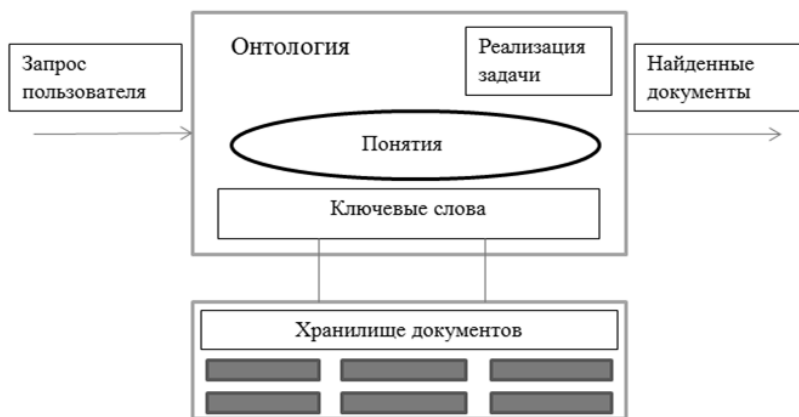 Онтология
Реализация
задачи
Запрос
пользователя
Найденные
документы
Понятия
Ключевые слова
Хранилище документов